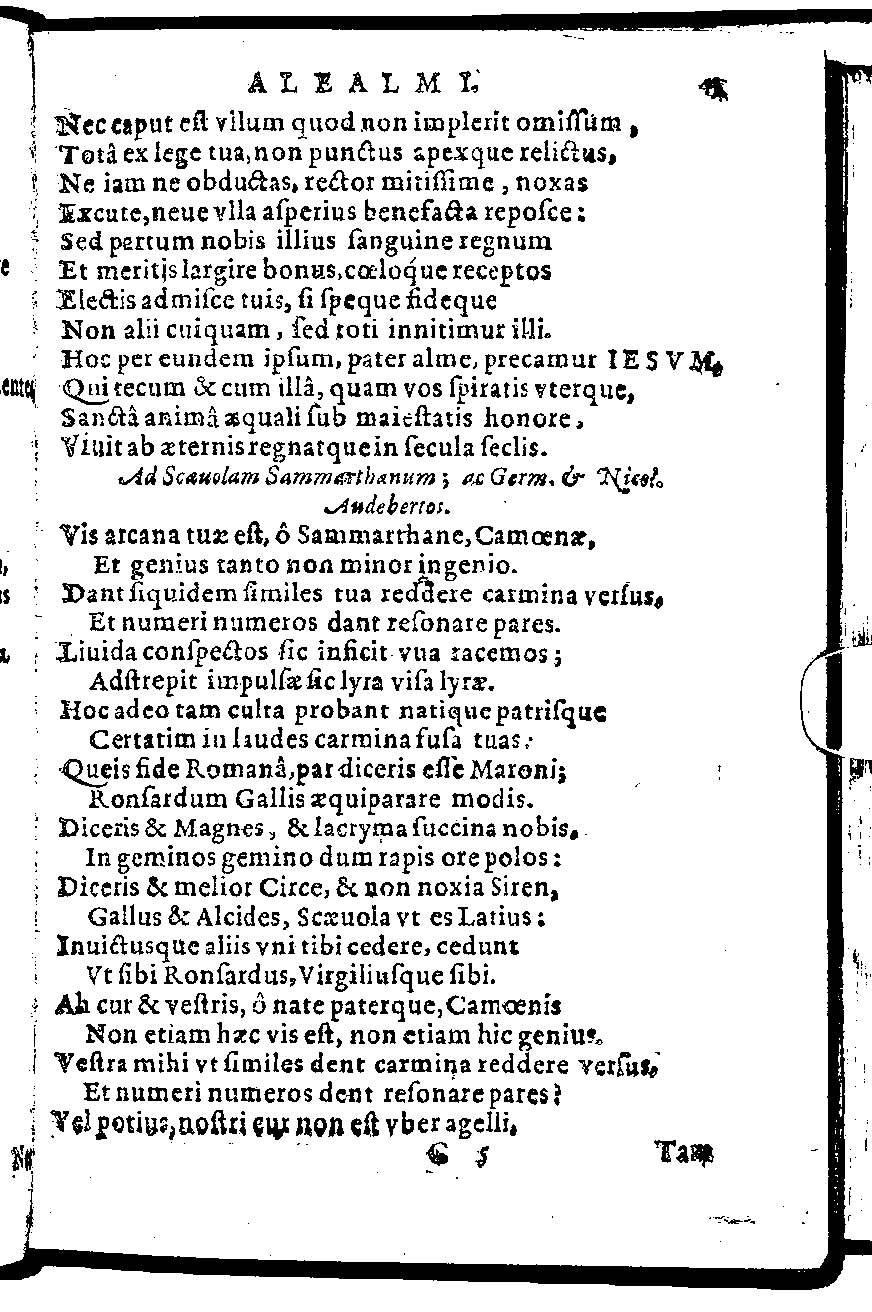 ALEALMI.
Nec caput est vllum quod non implerit omissum,
Totâ ex lege tua, non punctus apexque relictus,
Ne iam ne obductas, rector mitissime, noxas
Excute, neue vlla asperius benefacta reposce:
Sed partum nobis illius sanguine regnum
Et meritis largire bonus, cœloq́ue receptos
Electis admisce tuis, si speque fideque
Non alii cuiquam, sed toti innitimur illi.
Hoc per eundem ipsum, pater alme, precamur IESVM,
Qui tecum & cum illâ, quam vos spiratis vterque,
Sanctâ animâ æquali sub maiestatis honore,
Viuit ab æternis regnatque in secula seclis.
Ad Scæuolam Sammarthanum; ac Germ. & Nicol.
Audebertos.
Vis arcana tuæ est, ô Sammarthane, Camœnæ,
Et genius tanto non minor ingenio.
Dant siquidem similes tua reddere carmina versus,
Et numeri numeros dant resonare pares.
Liuida conspectos sic inficit vua racemos;
Adstrepit impulsæ sic lyra visa lyræ.
Hoc adeo tam culta probant natique patrisque
Certatim in laudes carmina fusa tuas:
Queis fide Romanâ, par diceris esse Maroni;
Ronsardum Gallis æquiparare modis.
Diceris & Magnes, & lacryma succina nobis,
In geminos gemino dum rapis ore polos:
Diceris & melior Circe, & non noxia Siren,
Gallus & Alcides, Scæuola vt es Latius:
Inuictusque aliis vni tibi cedere, cedunt
Vt sibi Ronsardus, Virgiliusque sibi.
Ah cur & vestris, ô nate paterque, Camœnis
Non etiam hæc vis est, non etiam hic genius.
Vestra mihi vt similes dent carmina reddere versus,
Et numeri numeros dent resonare pares?
Vel potius, nostri cur non est vber agelli,
G 5 Tam